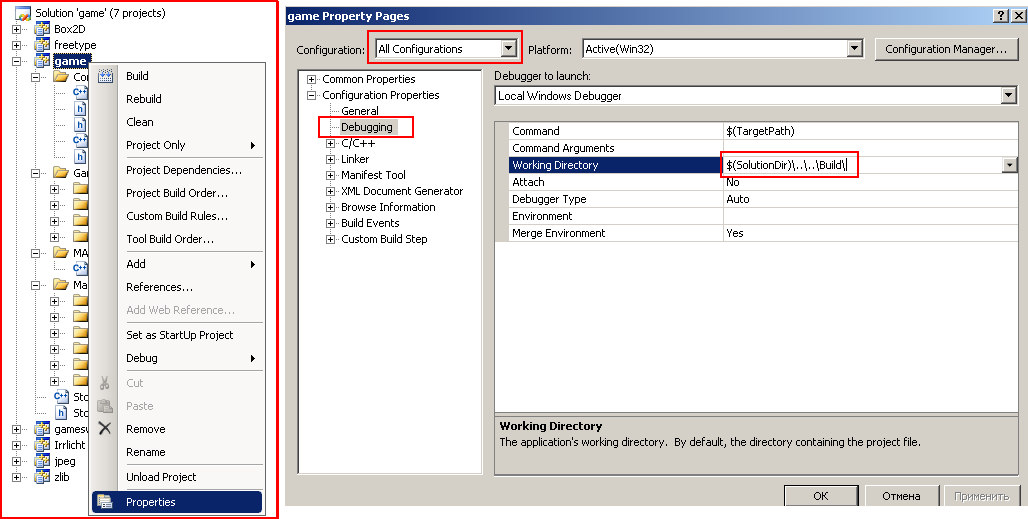 Solution 'game' (7 projects)
Box2D
freetype
game
Co
Build
Rebuild
Clean
Project Only
Project Dependencies...
Gam
Project Build Order...
Custom Build Rules...
Tool Build Order...
MA
Add
References...
Ma
Add Web Reference...
Set as StartUp Project
Debug
Cut
Sto
Paste
Sto
Remove
gamesw
Rename
Irrlicht
jpeg
Unload Project
zlib
Properties
game Property Pages
Configuration:
All Configurations
Platform:
Active(Win32)
Configuration Manager...
Common Properties
Configuration Properties
General
Debugging
C/C++
Linker
Manifest Tool
XML Document Generator
Browse Information
Build Events
Custom Build Step
Debugger to launch:
Local Windows Debugger
Command $(TargetPath)
Command Arguments
Working Directory $(SolutionDir)\..\..\Build\
Attach No
Debugger Type Auto
Environment
Merge Environment Yes
Working Directory
The application's working directory. By default, the directory containing the project file.
OK
Отмена
Применить